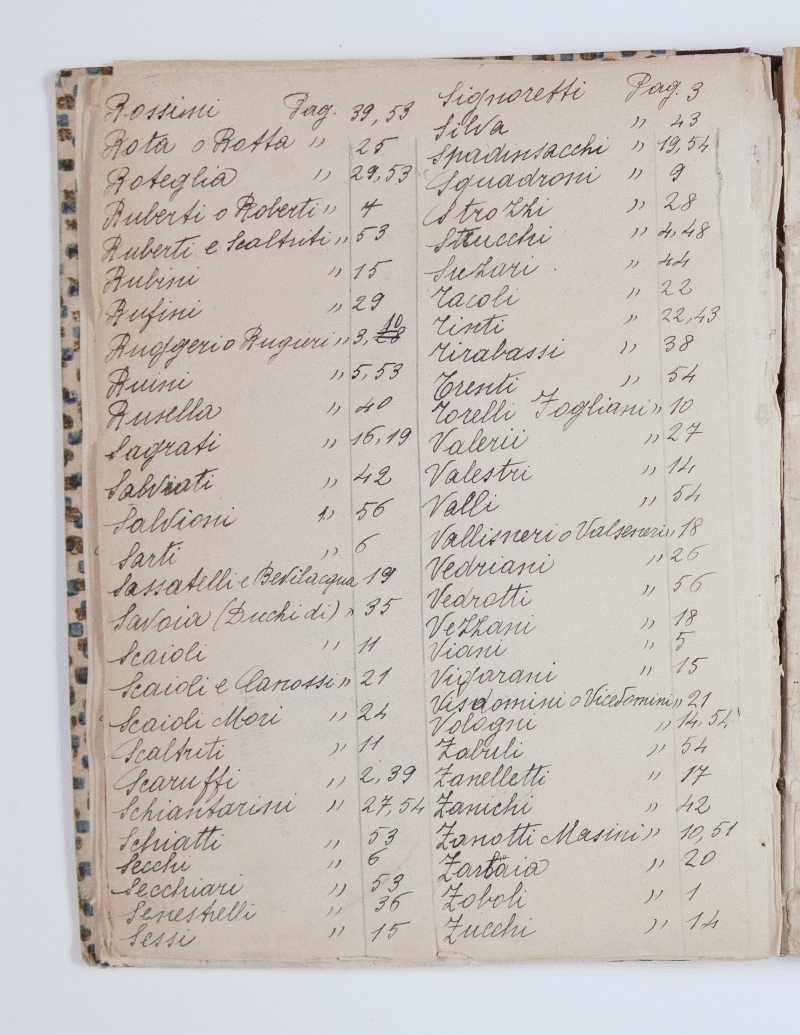 Rossini Pag. 39, 53
Rota o Rotta " 25
Roteglia " 29, 53
Ruberti o Roberti " 4
Ruberti e Scaltriti " 53
Rubini " 15
Rufini " 29
Ruggeri o Rugieri " 3, 10
Ruini " 5, 53
Rusella " 40
Sagrati " 16, 19
Salviati " 42
Salvioni " 56
Sarti " 6
Sassatelli e Bevilacqua 19
Savoia (Duchi di) " 35
Scaioli " 11
Scaioli e Canossi " 21
Scaioli Mori " 24
Scaltriti " 11
Scaruffi " 2, 39
Schiantarini " 27, 54
Schiatti " 53
Secchi " 6
Secchiari " 53
Senestrelli " 36
Sessi " 15
Signoretti Pag. 3
Silva " 43
Spadinsacchi " 19, 54
Squadroni " 9
Strozzi " 28
Stucchi " 4, 48
Suzari " 44
Tacoli " 22
Tinti " 22, 43
Tirabassi " 38
Trenti " 54
Torelli Fogliani " 10
Valerii " 27
Valestri " 14
Valli " 54
Vallisneri o Valseneri " 18
Vedriani " 26
Vedrotti " 56
Vezzani " 18
Viani " 5
Vigarani " 15
Visdomini o Vicedomini " 21
Vologni " 14, 54
Zabuli " 54
Zanelletti " 17
Zanichi " 42
Zanotti Masini " 10, 51
" 20
Zoboli " 1
Zucchi " 14